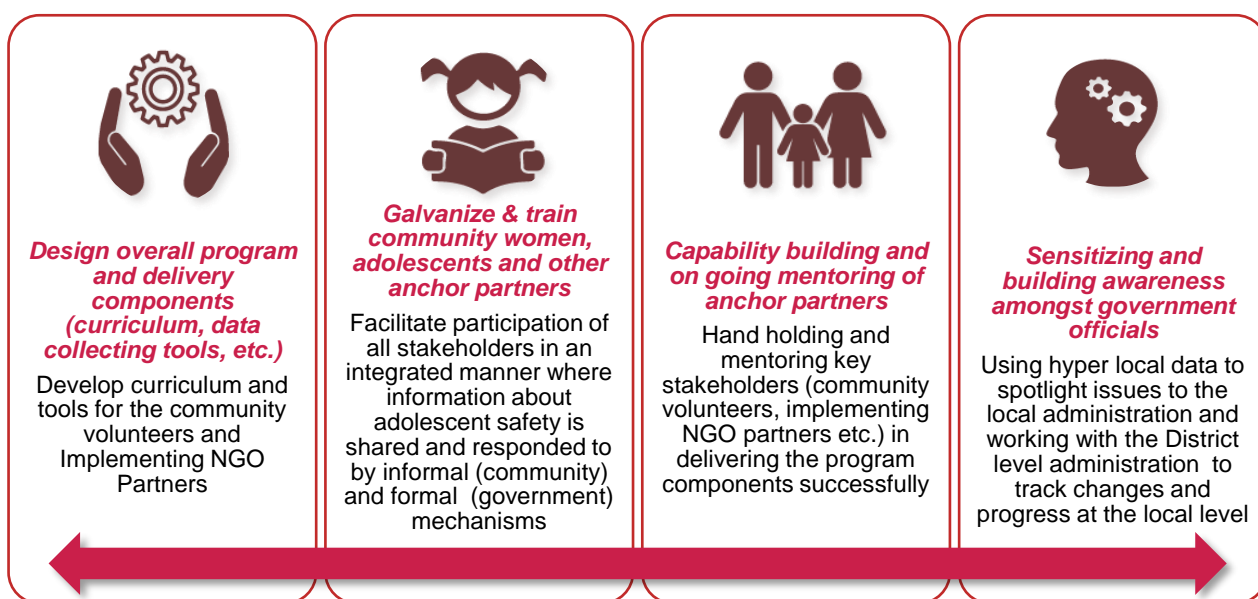 Design overall program
and delivery
components
(curriculum, data
collecting tools, etc.)
Develop curriculum and
tools for the community
volunteers and
Implementing NGO
Partners
Galvanize & train
community women,
adolescents and other
anchor partners
Facilitate participation of
all stakeholders in an
integrated manner where
information about
adolescent safety is
shared and responded to
by informal (community)
and formal (government)
mechanisms
Capability building and
on going mentoring of
anchor partners
Hand holding and
mentoring key
stakeholders (community
volunteers, implementing
NGO partners etc.) in
delivering the program
components successfully
Sensitizing and
building awareness
amongst government
officials
Using hyper local data to
spotlight issues to the
local administration and
working with the District
level administration to
track changes and
progress at the local level